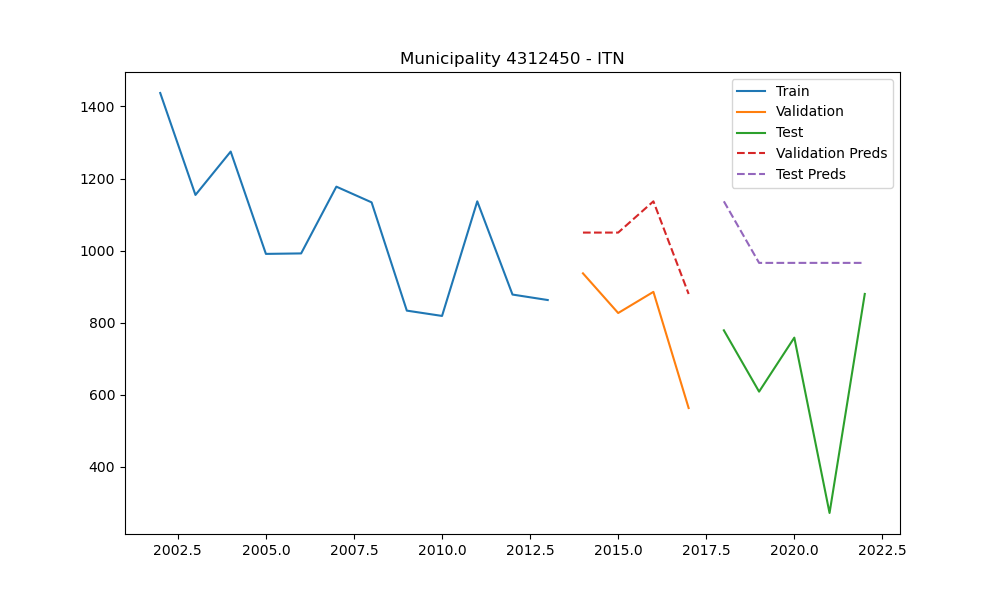 Municipality 4312450 - ITN
Train
Validation
Test
Validation Preds
Test Preds
1400
1200
1000
800
600
400
2002.5 2005.0 2007.5 2010.0 2012.5 2015.0 2017.5 2020.0 2022.5